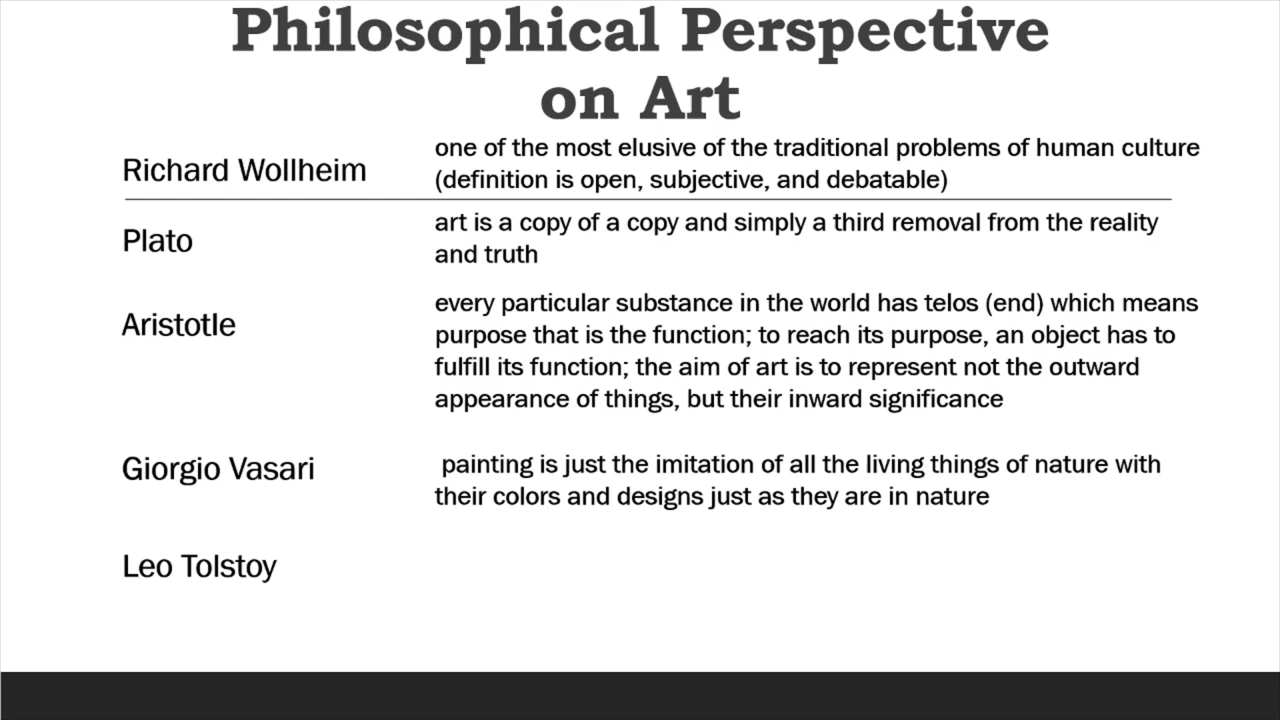 Philosophical Perspective
on Art
Richard Wollheim
one of the most elusive of the traditional problems of human culture
(definition is open, subjective, and debatable)
Plato
art is a copy of a copy and simply a third removal from the reality
and truth
Aristotle
every particular substance in the world has telos (end) which means
purpose that is the function; to reach its purpose, an object has to
fulfill its function; the aim of art is to represent not the outward
appearance of things, but their inward significance
Giorgio Vasari
painting is just the imitation of all the living things of nature with
their colors and designs just as they are in nature
Leo Tolstoy